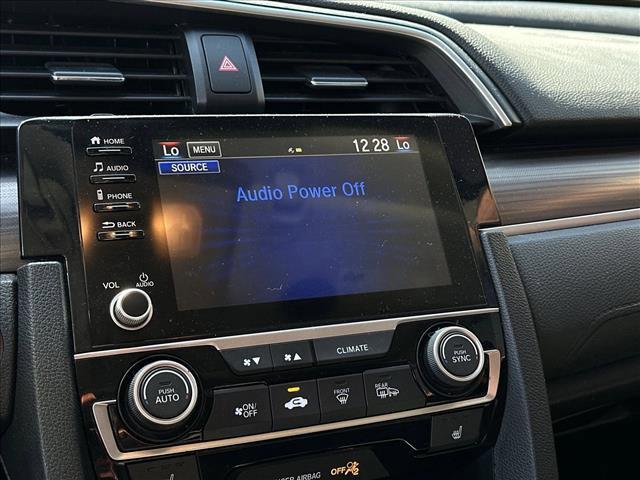 HOME
Lo MENU 12:28 Lo
AUDIO
SOURCE
PHONE
Audio Power Off
BACK
VOL
AUDIO
CLIMATE
PUSH
AUTO
PUSH
SYNC
ON/
OFF
FRONT
REAR
AIRBAG
OFF